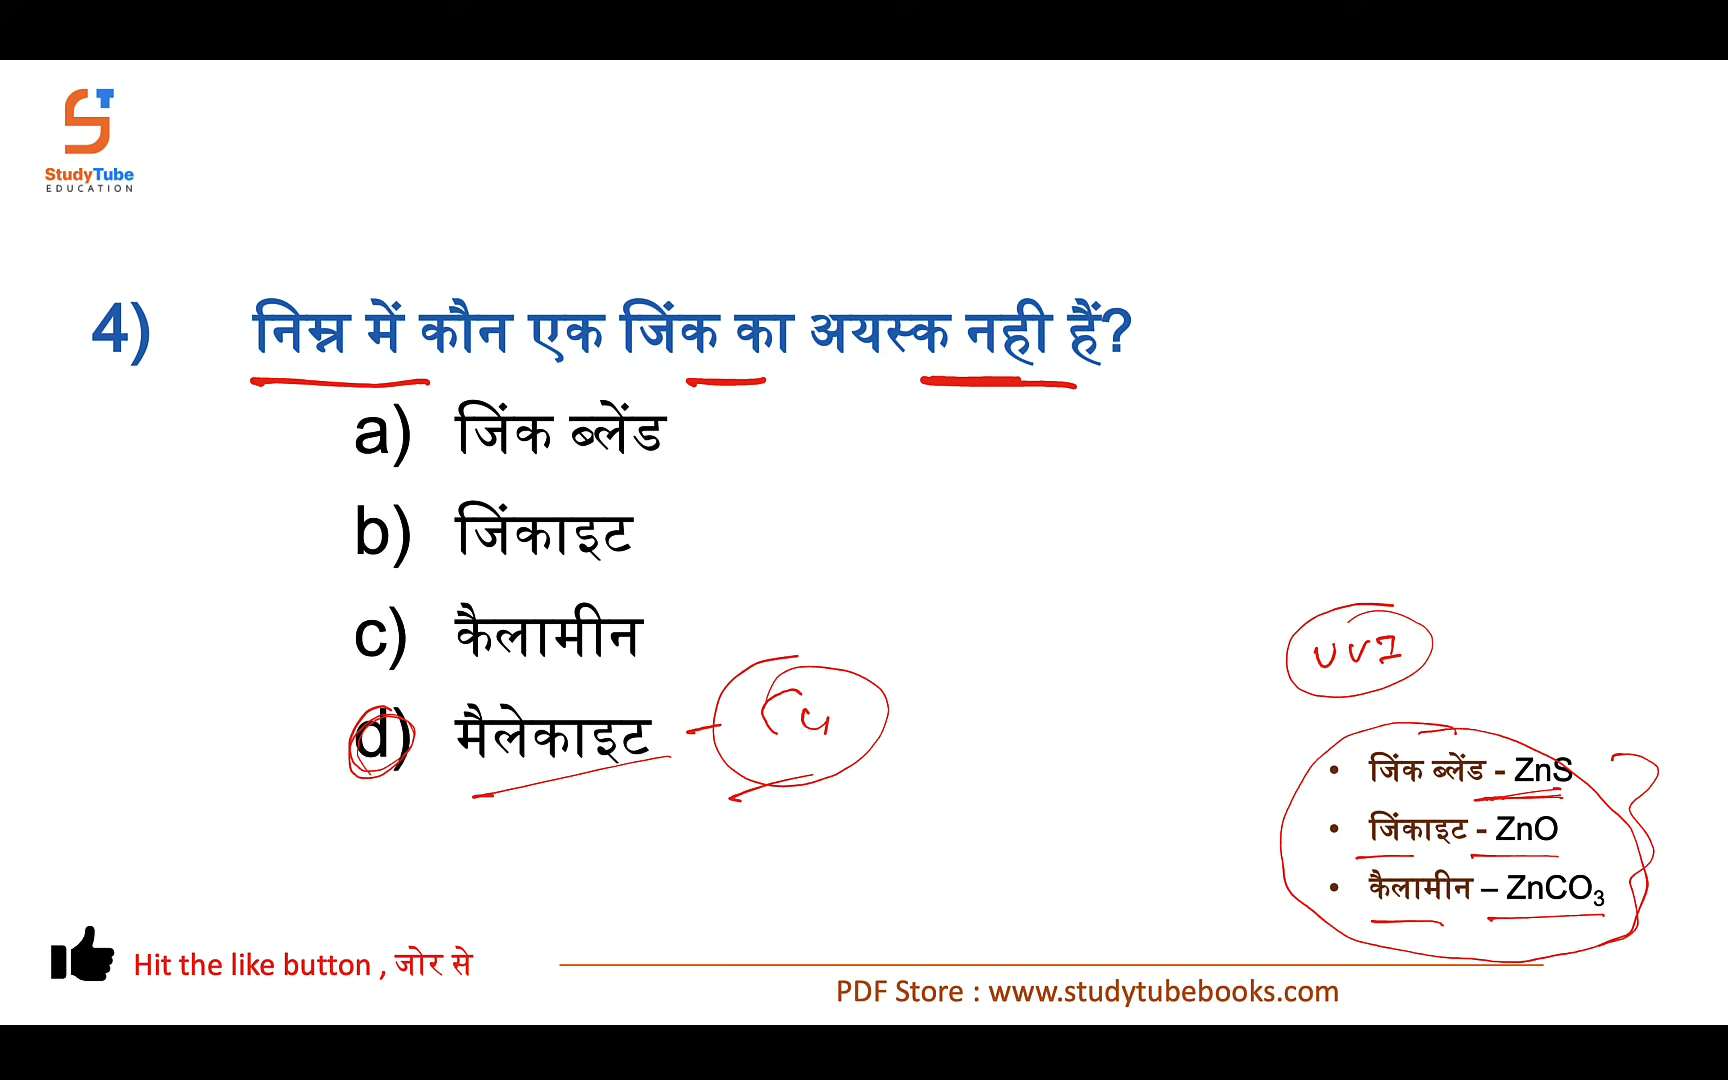 StudyTube
EDUCATION
4) निम्न में कौन एक जिंक का अयस्क नही हैं?
a) जिंक ब्लेंड
b) जिंकाइट
c) कैलामीन
d) मैलेकाइट - Cu
VVI
• जिंक ब्लेंड - ZnS
• जिंकाइट - ZnO
• कैलामीन – ZnCO₃
Hit the like button , जोर से
PDF Store : www.studytubebooks.com